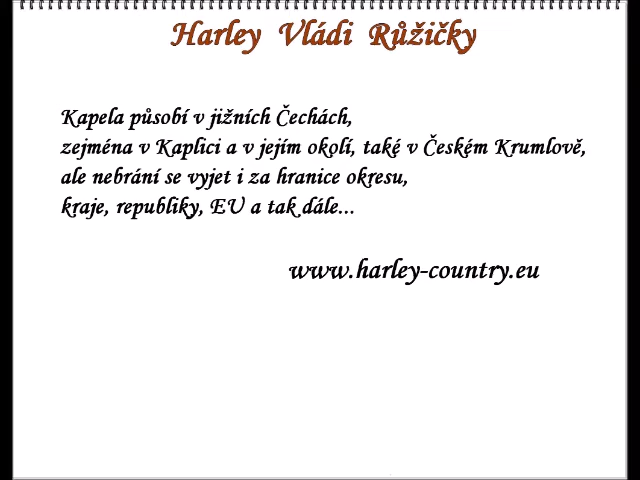 Harley Vládi Růžičky
Kapela působí v jižních Čechách,
zejména v Kaplici a v jejím okolí, také v Českém Krumlově,
ale nebrání se vyjet i za hranice okresu,
kraje, republiky, EU a tak dále...
www.harley-country.eu